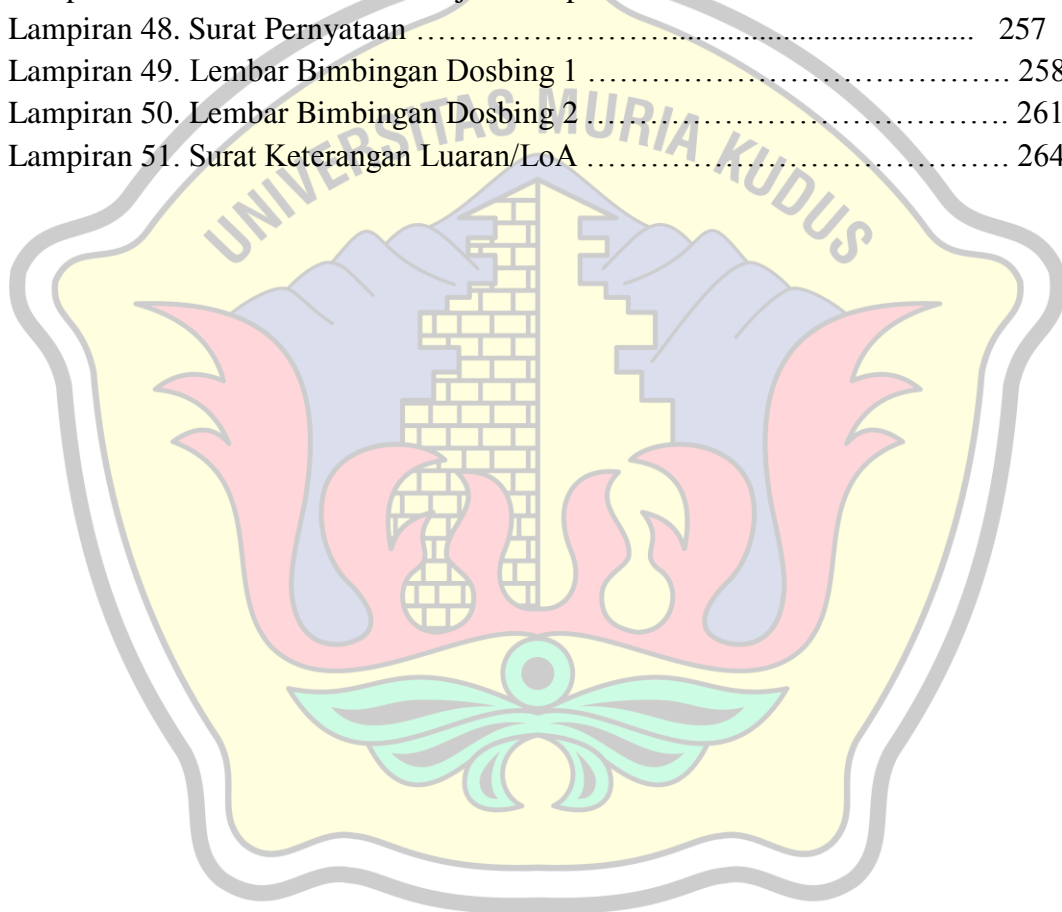 Lampiran 48. Surat Pernyataan ……………………......................................................... 257
Lampiran 49. Lembar Bimbingan Dosbing 1 ………………………………………… 258
Lampiran 50. Lembar Bimbingan Dosbing 2 ………………………………………… 261
Lampiran 51. Surat Keterangan Luaran/LoA ………………………………………… 264
UNIVERSITAS MURIA KUDUS